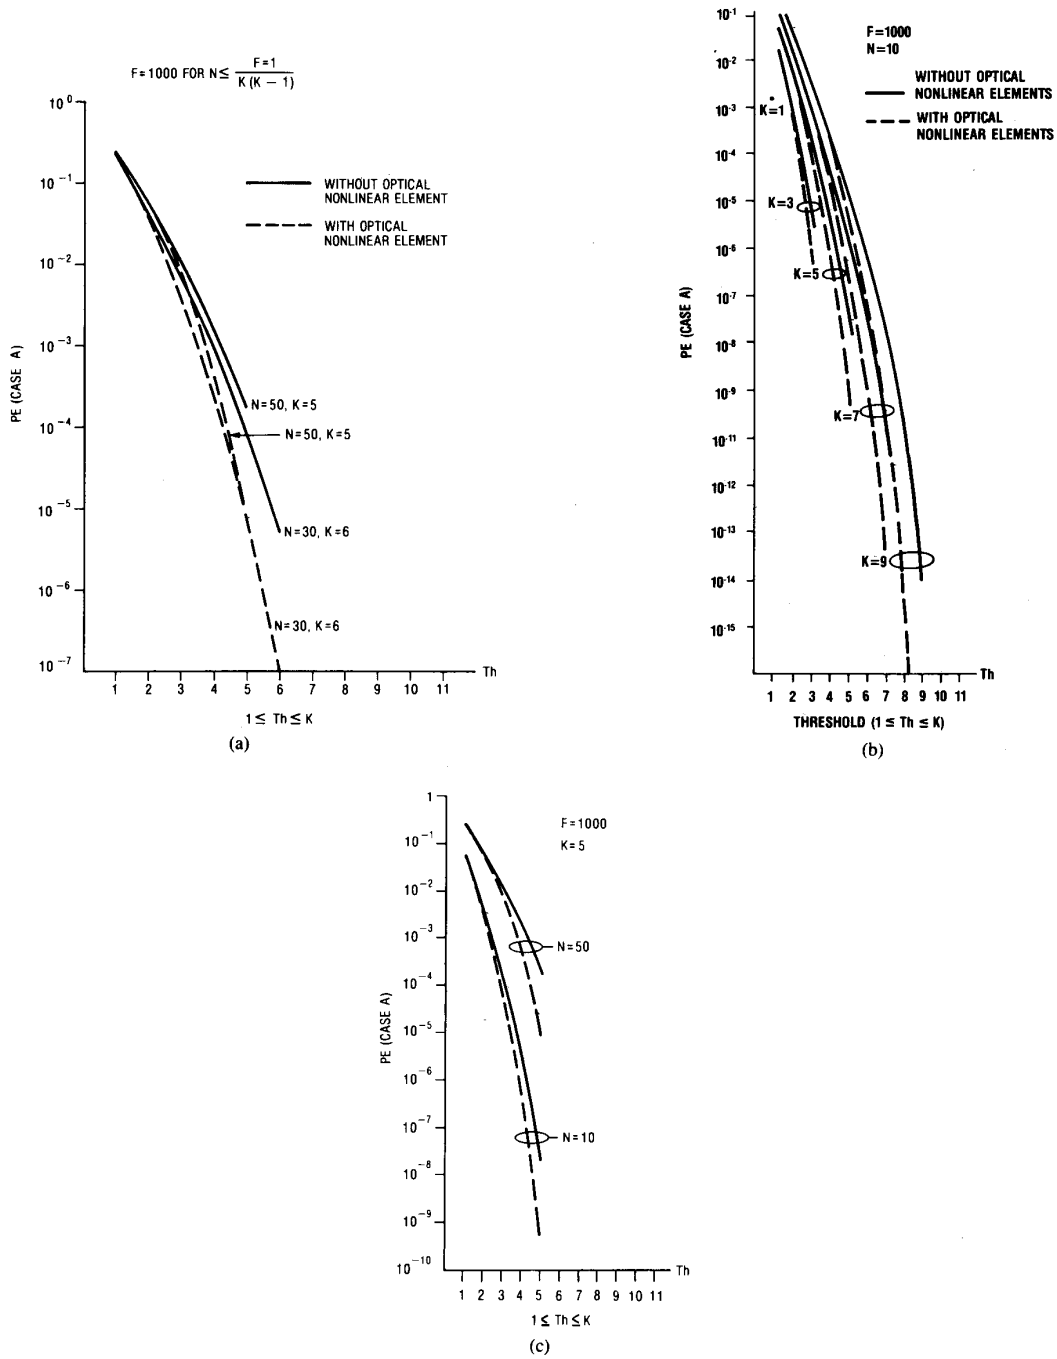 F=1000 FOR N≤ F=1
K(K − 1)
10⁰
10⁻¹
10⁻²
10⁻³
10⁻⁴
10⁻⁵
10⁻⁶
10⁻⁷
PE (CASE A)
WITHOUT OPTICAL
NONLINEAR ELEMENT
WITH OPTICAL
NONLINEAR ELEMENT
N=50, K=5
N=50, K=5
N=30, K=6
N=30, K=6
Th
1 2 3 4 5 6 7 8 9 10 11
1 ≤ Th ≤ K
(a)
10⁻¹
10⁻²
10⁻³
10⁻⁴
10⁻⁵
10⁻⁶
10⁻⁷
10⁻⁸
10⁻⁹
10⁻¹¹
10⁻¹²
10⁻¹³
10⁻¹⁴
10⁻¹⁵
PE (CASE A)
F=1000
N=10
WITHOUT OPTICAL
NONLINEAR ELEMENTS
WITH OPTICAL
NONLINEAR ELEMENTS
K=1
K=3
K=5
K=7
K=9
Th
1 2 3 4 5 6 7 8 9 10 11
THRESHOLD (1 ≤ Th ≤ K)
(b)
1
10⁻¹
10⁻²
10⁻³
10⁻⁴
10⁻⁵
10⁻⁶
10⁻⁷
10⁻⁸
10⁻⁹
10⁻¹⁰
PE (CASE A)
F=1000
K=5
N=50
N=10
Th
1 2 3 4 5 6 7 8 9 10 11
1 ≤ Th ≤ K
(c)